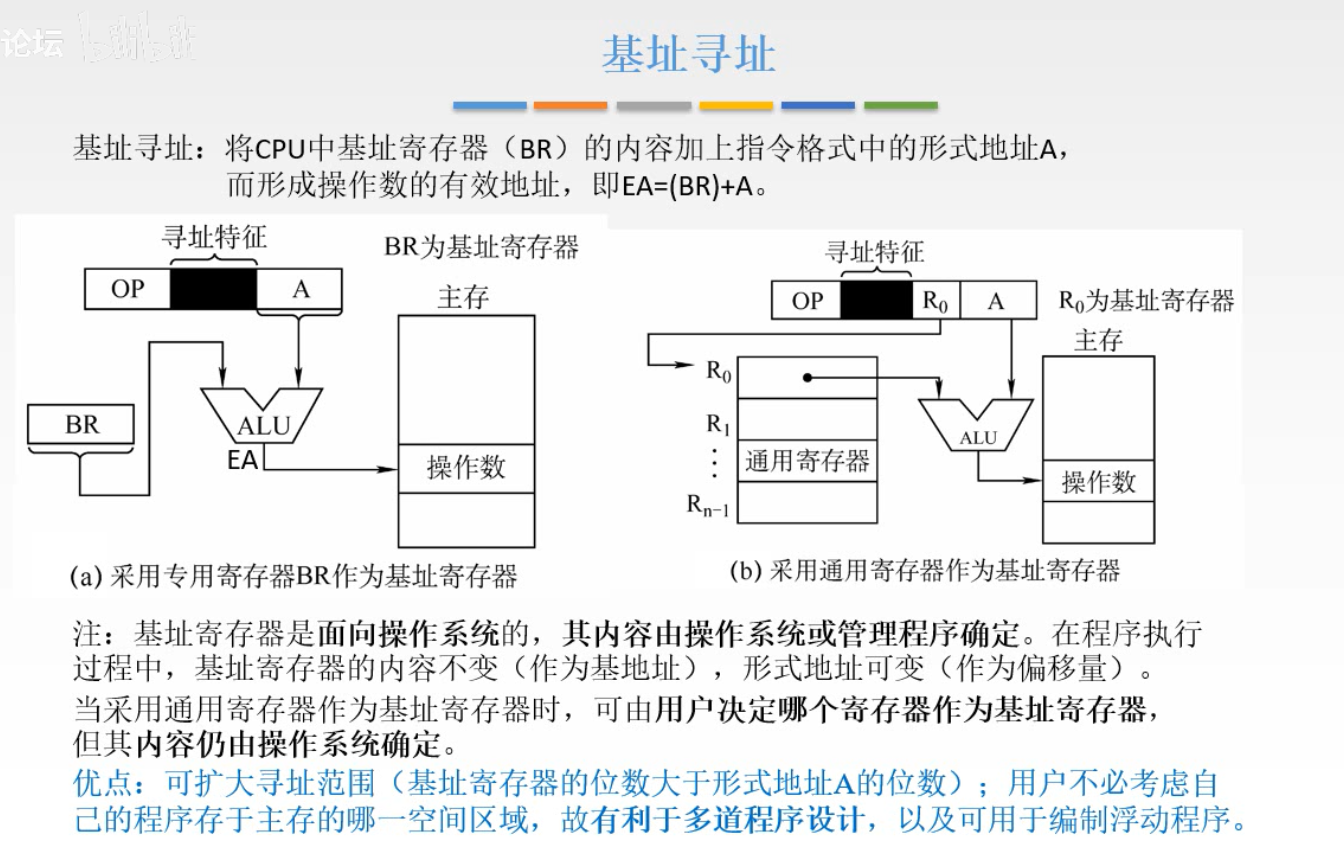 论坛 bilibili
基址寻址
基址寻址：将CPU中基址寄存器（BR）的内容加上指令格式中的形式地址A，
而形成操作数的有效地址，即EA=(BR)+A。
寻址特征
BR为基址寄存器
OP
A
主存
BR
ALU
EA
操作数
(a) 采用专用寄存器BR作为基址寄存器
寻址特征
OP
R0
A
R0为基址寄存器
主存
R0
R1
⋮
通用寄存器
Rn-1
ALU
操作数
(b) 采用通用寄存器作为基址寄存器
注：基址寄存器是面向操作系统的，其内容由操作系统或管理程序确定。在程序执行
过程中，基址寄存器的内容不变（作为基地址），形式地址可变（作为偏移量）。
当采用通用寄存器作为基址寄存器时，可由用户决定哪个寄存器作为基址寄存器，
但其内容仍由操作系统确定。
优点：可扩大寻址范围（基址寄存器的位数大于形式地址A的位数）；用户不必考虑自
己的程序存于主存的哪一空间区域，故有利于多道程序设计，以及可用于编制浮动程序。